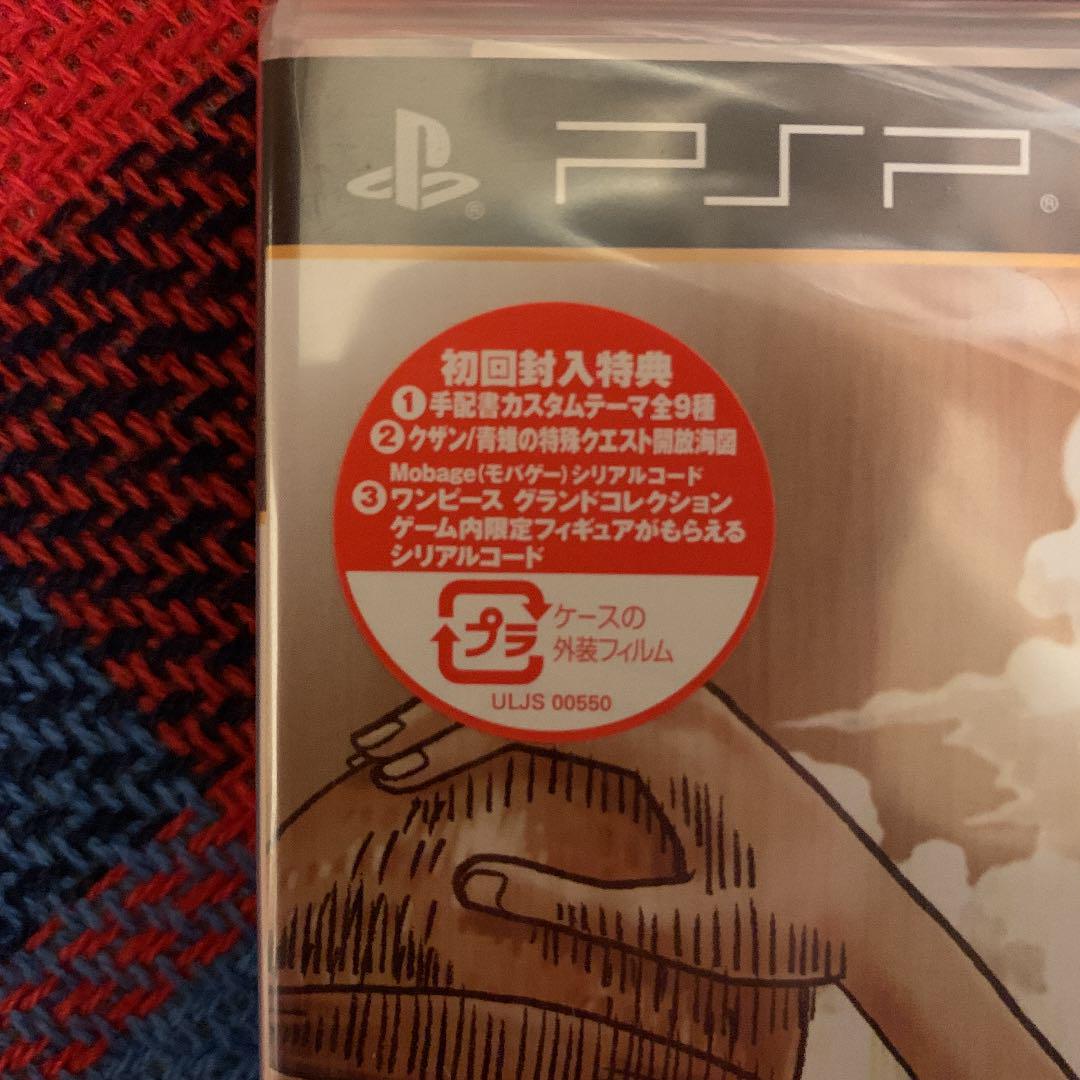 PSP®
初回封入特典
①手配書カスタムテーマ全9種
②クザン/青雉の特殊クエスト開放海図
Mobage(モバゲー)シリアルコード
③ワンピース グランドコレクション
ゲーム内限定フィギュアがもらえる
シリアルコード
プラ
ケースの
外装フィルム
ULJS 00550